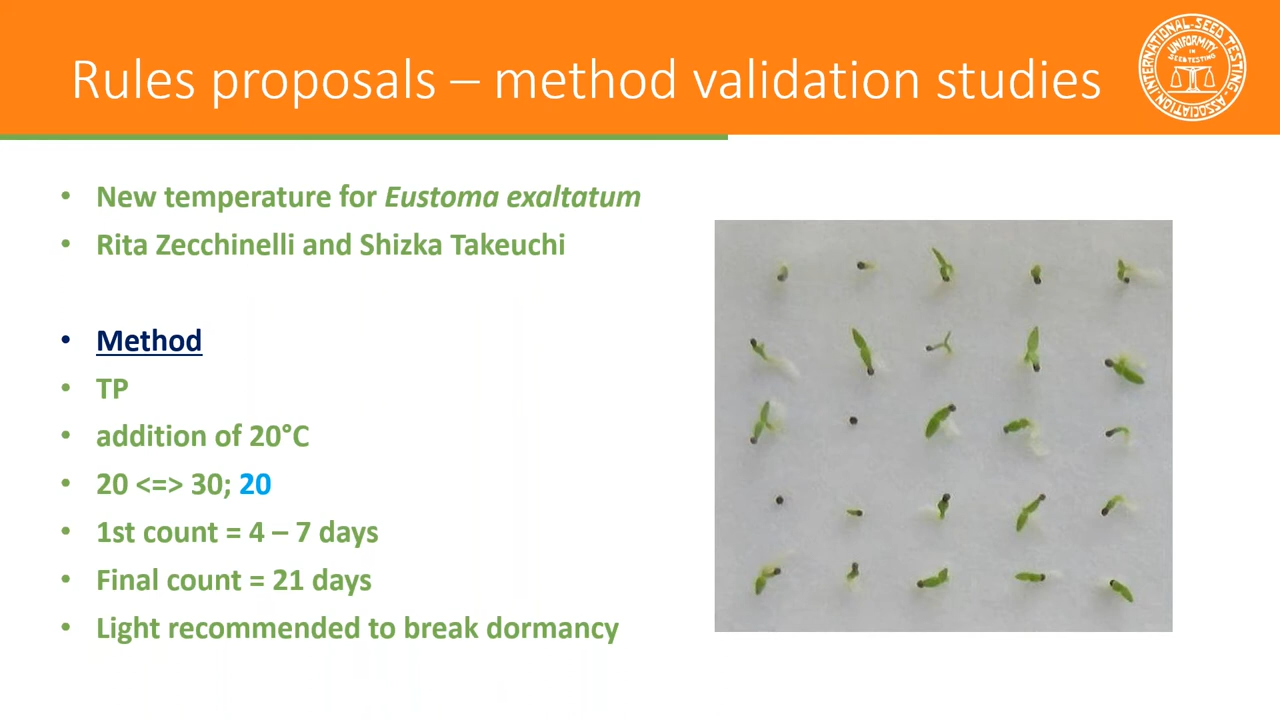 Rules proposals – method validation studies
INTERNATIONAL SEED TESTING ASSOCIATION
UNIFORMITY
IN
SEED TESTING
• New temperature for Eustoma exaltatum
• Rita Zecchinelli and Shizka Takeuchi
• Method
• TP
• addition of 20°C
• 20 <=> 30; 20
• 1st count = 4 – 7 days
• Final count = 21 days
• Light recommended to break dormancy